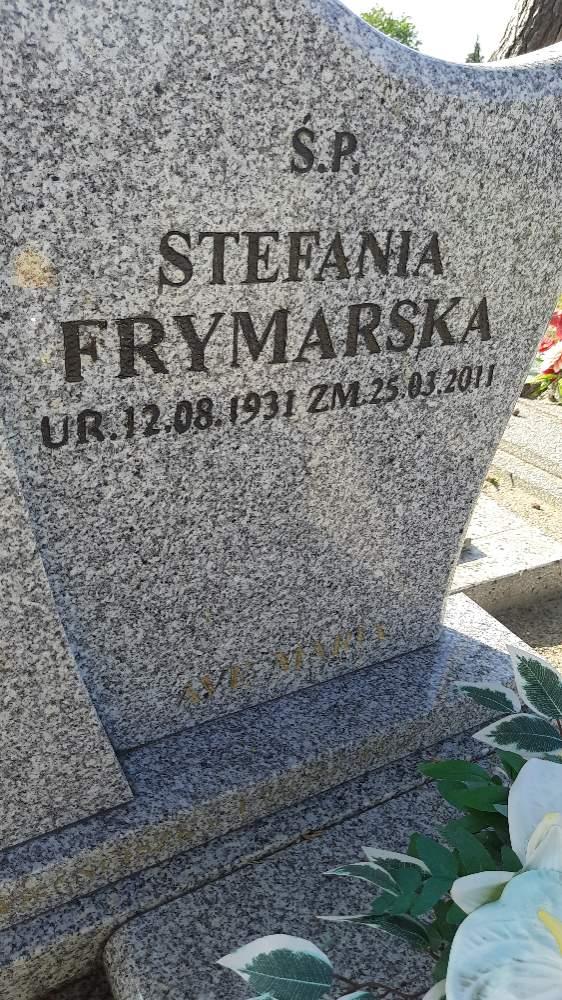 Ś.P.
STEFANIA
FRYMARSKA
UR.12.08.1931 ZM.25.03.2011
AVE MARIA